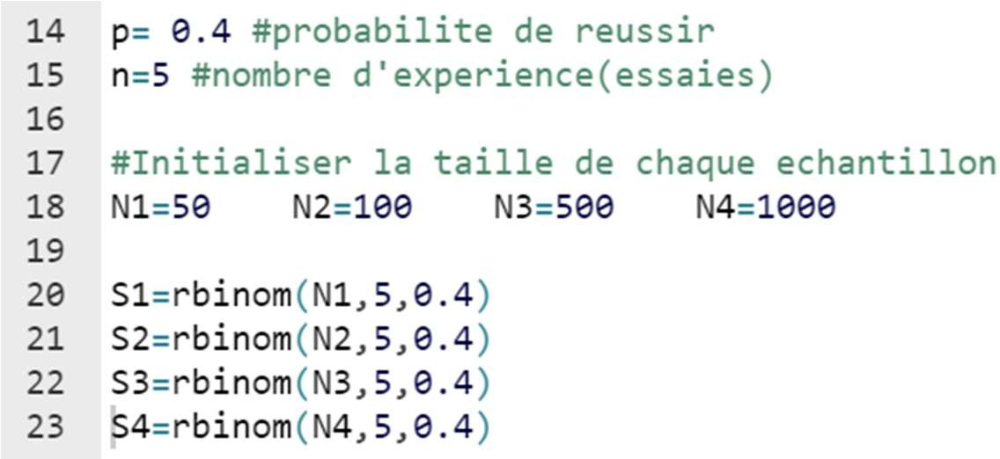 14 p= 0.4 #probabilite de reussir
15 n=5 #nombre d'experience(essaies)
16
17 #Initialiser la taille de chaque echantillon
18 N1=50    N2=100    N3=500    N4=1000
19
20 S1=rbinom(N1,5,0.4)
21 S2=rbinom(N2,5,0.4)
22 S3=rbinom(N3,5,0.4)
23 S4=rbinom(N4,5,0.4)